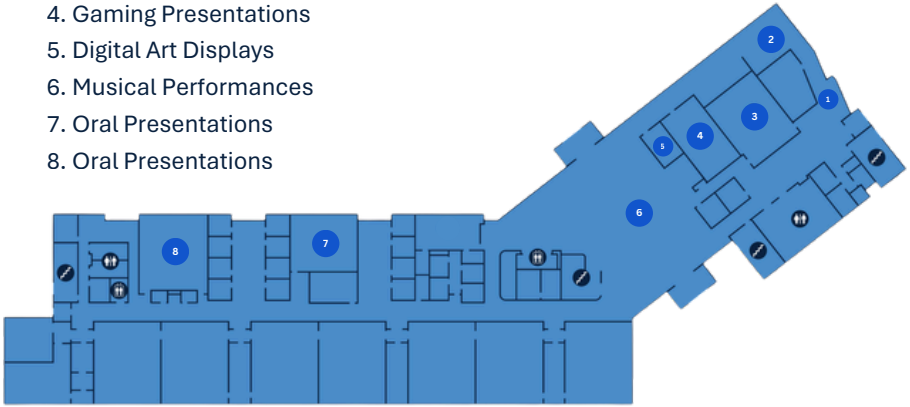 4. Gaming Presentations
5. Digital Art Displays
6. Musical Performances
7. Oral Presentations
8. Oral Presentations
2
1
3
4
5
6
7
8